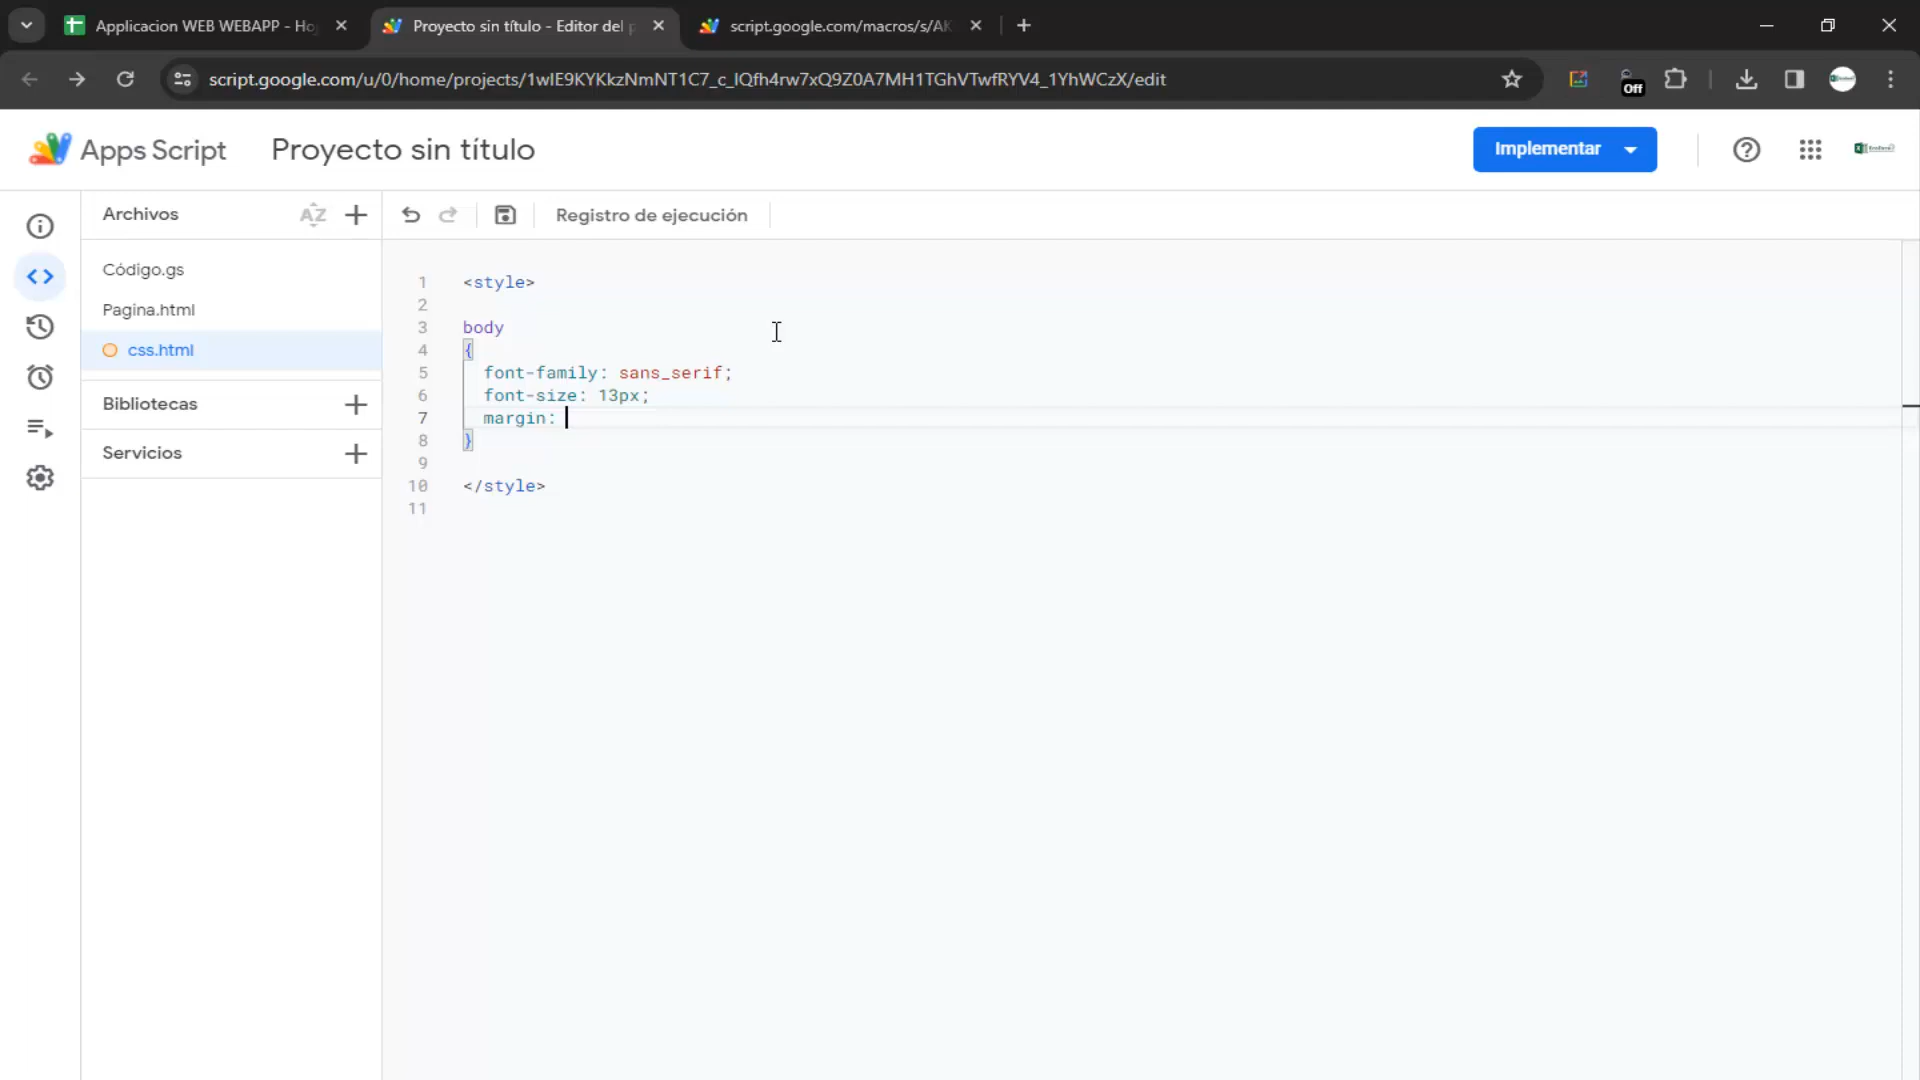 Applicacion WEB WEBAPP - Ho
Proyecto sin título - Editor del p
script.google.com/macros/s/AK
script.google.com/u/0/home/projects/1wIE9KYKkzNmNT1C7_c_IQfh4rw7xQ9Z0A7MH1TGhVTwfRYV4_1YhWCzX/edit
Off
Apps Script
Proyecto sin título
Implementar
Archivos
AZ
Registro de ejecución
Código.gs
Pagina.html
css.html
Bibliotecas
Servicios
1 <style>
2
3 body
4 {
5 font-family: sans_serif;
6 font-size: 13px;
7 margin:
8 }
9
10 </style>
11